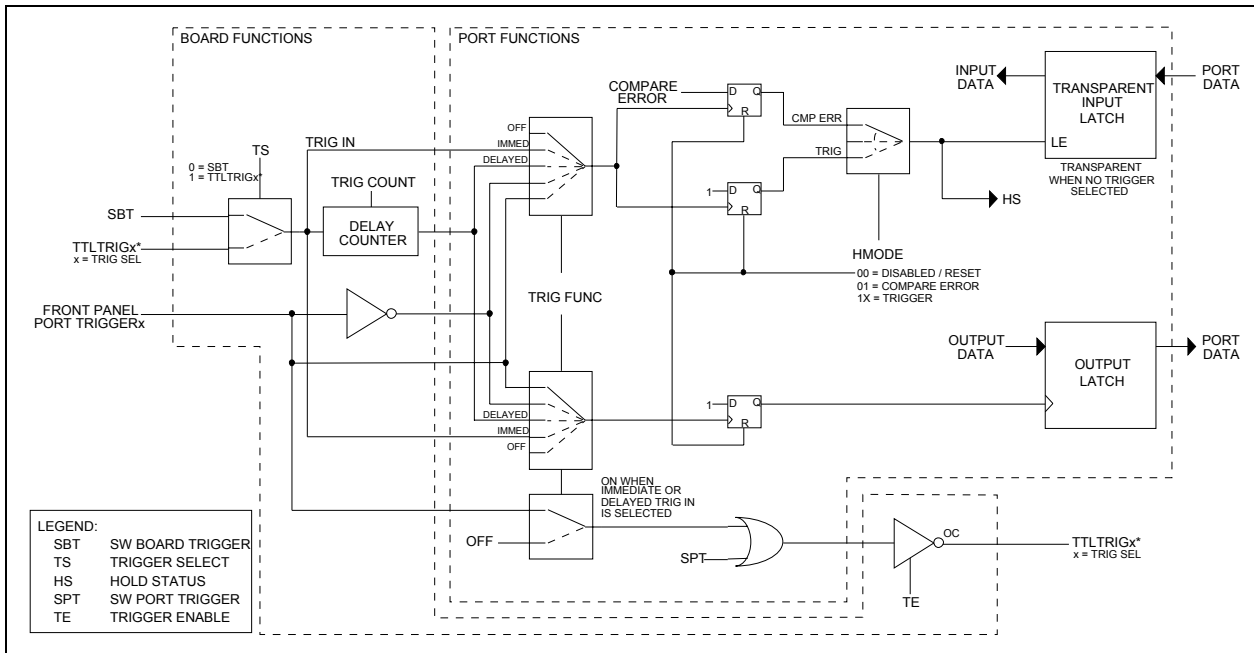 BOARD FUNCTIONS
PORT FUNCTIONS
TS
0 = SBT
1 = TTLTRIGx*
SBT
TTLTRIGx*
x = TRIG SEL
TRIG IN
TRIG COUNT
DELAY
COUNTER
FRONT PANEL
PORT TRIGGERx
OFF
IMMED
DELAYED
TRIG FUNC
DELAYED
IMMED
OFF
COMPARE
ERROR
D
Q
R
1
D
Q
R
CMP ERR
TRIG
HMODE
00 = DISABLED / RESET
01 = COMPARE ERROR
1X = TRIGGER
HS
INPUT
DATA
TRANSPARENT
INPUT
LATCH
LE
PORT
DATA
TRANSPARENT
WHEN NO TRIGGER
SELECTED
1
D
Q
R
OUTPUT
DATA
OUTPUT
LATCH
PORT
DATA
ON WHEN
IMMEDIATE OR
DELAYED TRIG IN
IS SELECTED
OFF
SPT
OC
TE
TTLTRIGx*
x = TRIG SEL
LEGEND:
SBT SW BOARD TRIGGER
TS TRIGGER SELECT
HS HOLD STATUS
SPT SW PORT TRIGGER
TE TRIGGER ENABLE